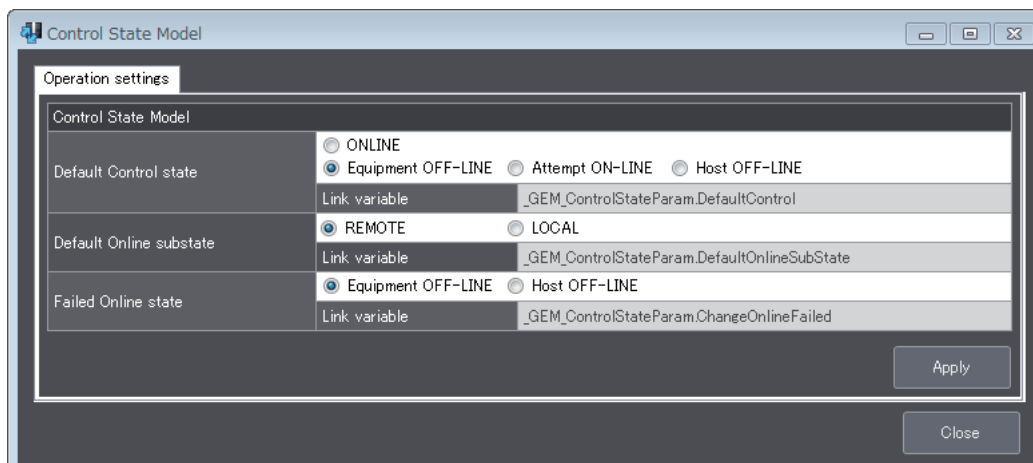 Control State Model
Operation settings
Control State Model
Default Control state
ONLINE
Equipment OFF-LINE Attempt ON-LINE Host OFF-LINE
Link variable _GEM_ControlStateParam.DefaultControl
Default Online substate
REMOTE LOCAL
Link variable _GEM_ControlStateParam.DefaultOnlineSubState
Failed Online state
Equipment OFF-LINE Host OFF-LINE
Link variable _GEM_ControlStateParam.ChangeOnlineFailed
Apply
Close